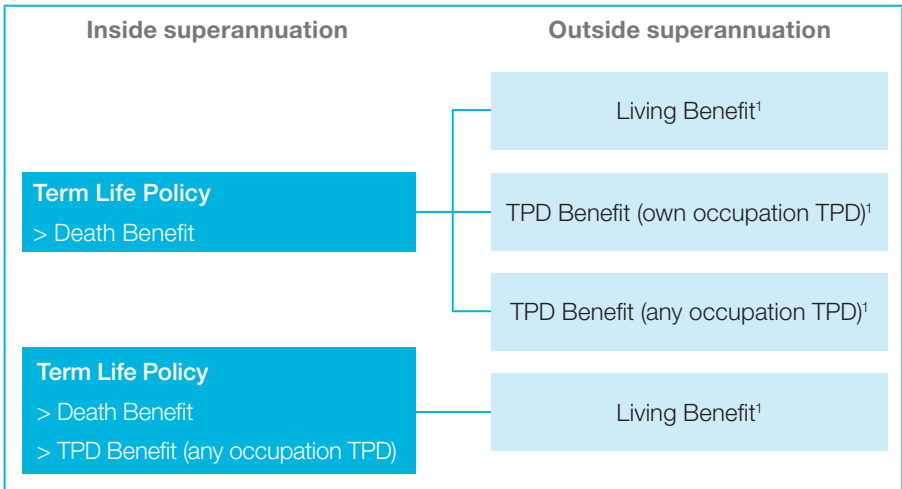 Inside superannuation
Outside superannuation
Living Benefit¹
Term Life Policy
> Death Benefit
TPD Benefit (own occupation TPD)¹
TPD Benefit (any occupation TPD)¹
Term Life Policy
> Death Benefit
> TPD Benefit (any occupation TPD)
Living Benefit¹